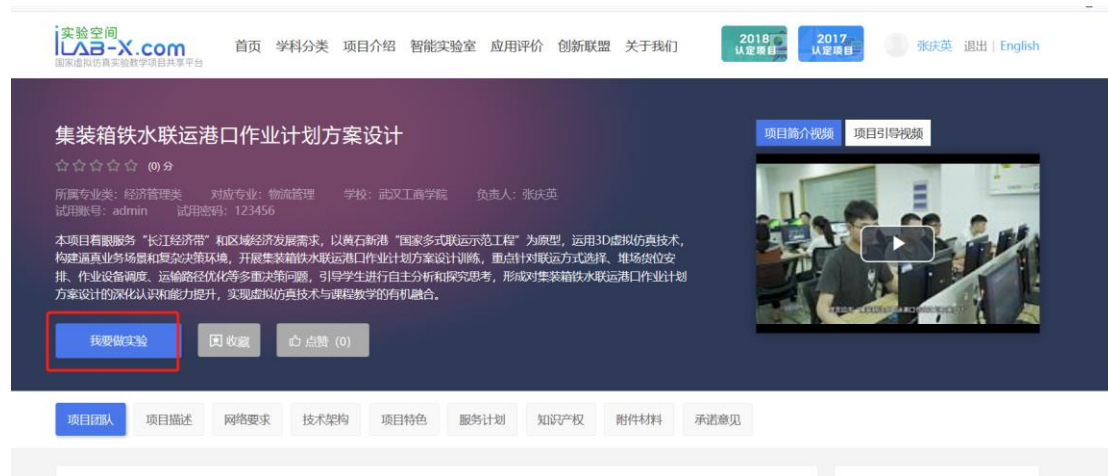 实验空间
iLAB-X.com
国家虚拟仿真实验教学项目共享平台
首页 学科分类 项目介绍 智能实验室 应用评价 创新联盟 关于我们
2018 认定项目
2017 认定项目
张庆英 退出 | English
集装箱铁水联运港口作业计划方案设计
(0) 分
所属专业类: 经济管理类 对应专业: 物流管理 学校: 武汉工商学院 负责人: 张庆英
试用账号: admin 试用密码: 123456
本项目着眼服务“长江经济带”和区域经济发展需求，以黄石新港“国家多式联运示范工程”为原型，运用3D虚拟仿真技术，
构建逼真业务场景和复杂决策环境，开展集装箱铁水联运港口作业计划方案设计训练，重点针对联运方式选择、堆场货位安
排、作业设备调度、运输路径优化等多重决策问题，引导学生进行自主分析和探究思考，形成对集装箱铁水联运港口作业计划
方案设计的深化认识和能力提升，实现虚拟仿真技术与课程教学的有机融合。
我要做实验 收藏 点赞 (0)
项目简介视频 项目引导视频
项目团队 项目描述 网络要求 技术架构 项目特色 服务计划 知识产权 附件材料 承诺意见